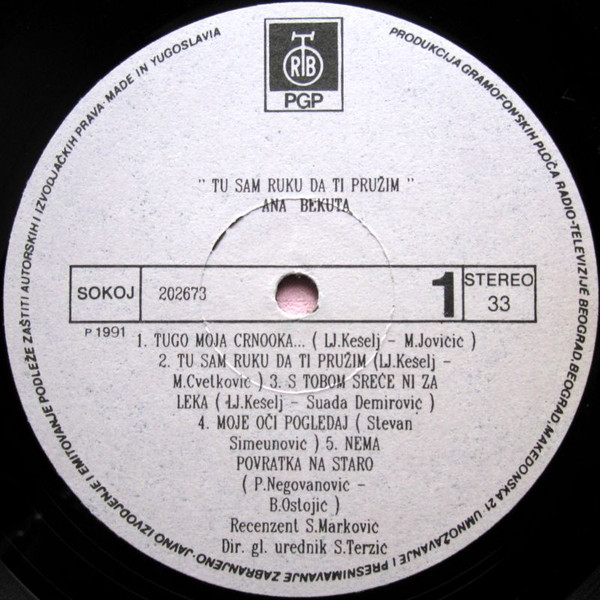 RTB
PGP
MADE IN YUGOSLAVIA
PRODUKCIJA GRAMOFONSKIH PLOČA RADIO-TELEVIZIJE BEOGRAD, BEOGRAD, MAKEDONSKA 21 UMNOŽAVANJE I PRESNIMAVANJE ZABRANJENO · JAVNO IZVODJENJE I EMITOVANJE PODLEŽE ZAŠTITI AUTORSKIH I IZVODJAČKIH PRAVA ·
" TU SAM RUKU DA TI PRUŽIM "
ANA BEKUTA
SOKOJ 202673 1 STEREO
33
P 1991
1. TUGO MOJA CRNOOKA... ( LJ.Keselj - M.Jovičić )
2. TU SAM RUKU DA TI PRUŽIM (LJ.Keselj -
M.Cvetković ) 3. S TOBOM SREĆE NI ZA
LEKA ( LJ.Keselj - Suada Demirović )
4. MOJE OČI POGLEDAJ ( Stevan
Simeunović ) 5. NEMA
POVRATKA NA STARO
( P.Negovanović -
B.Ostojić )
Recenzent S.Marković
Dir. gl. urednik S.Terzić